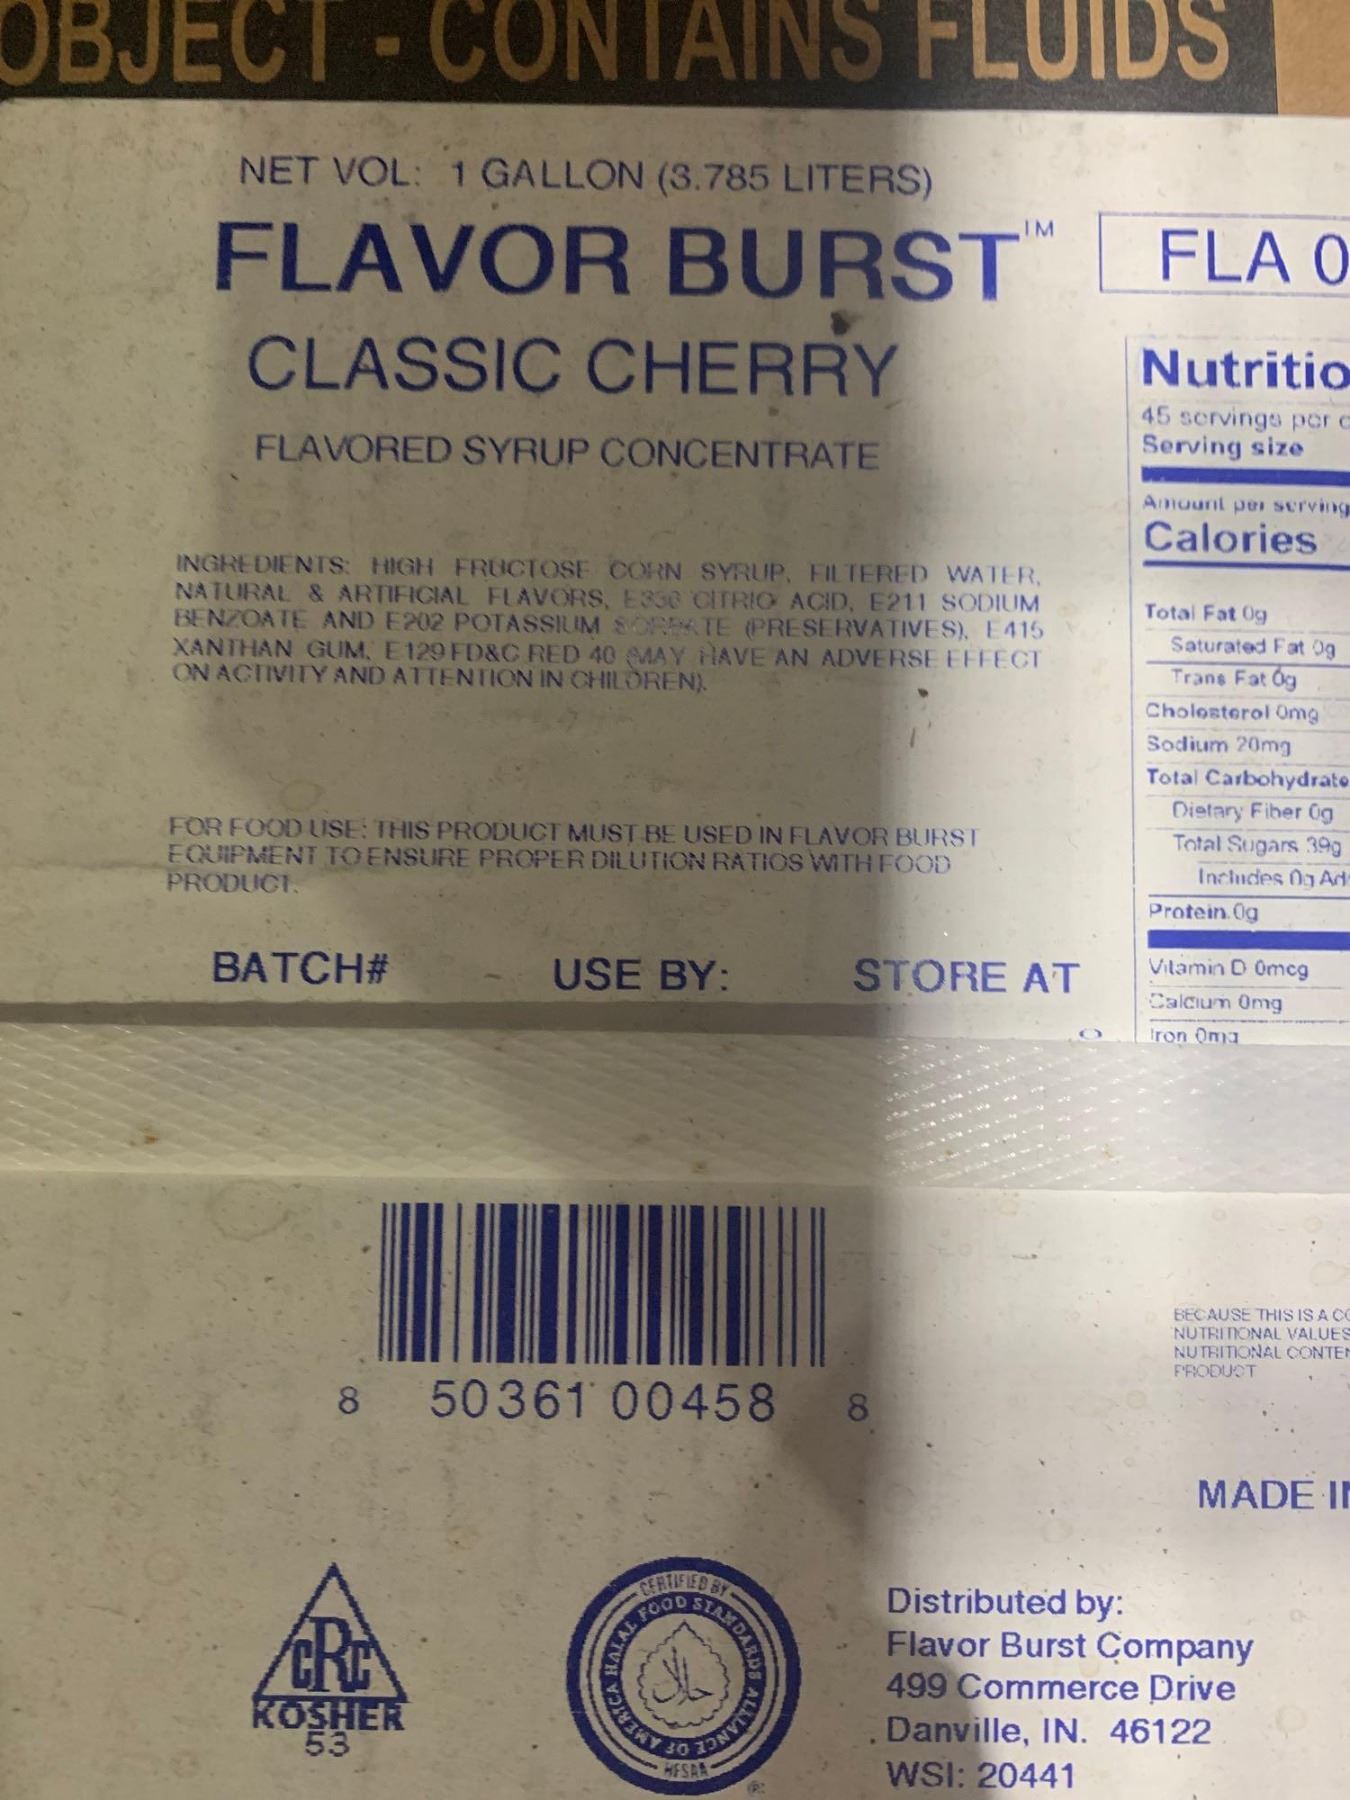 OBJECT - CONTAINS FLUIDS
NET VOL: 1 GALLON (3.785 LITERS)
FLAVOR BURST™
CLASSIC CHERRY
FLAVORED SYRUP CONCENTRATE
INGREDIENTS: HIGH FRUCTOSE CORN SYRUP, FILTERED WATER,
NATURAL & ARTIFICIAL FLAVORS, E330 CITRIC ACID, E211 SODIUM
BENZOATE AND E202 POTASSIUM SORBATE (PRESERVATIVES), E415
XANTHAN GUM, E129 FD&C RED 40 (MAY HAVE AN ADVERSE EFFECT
ON ACTIVITY AND ATTENTION IN CHILDREN).
FOR FOOD USE: THIS PRODUCT MUST BE USED IN FLAVOR BURST
EQUIPMENT TO ENSURE PROPER DILUTION RATIOS WITH FOOD
PRODUCT.
BATCH# USE BY: STORE AT
FLA 0
Nutritio
45 servings per c
Serving size
Amount per serving
Calories
Total Fat 0g
Saturated Fat 0g
Trans Fat 0g
Cholesterol 0mg
Sodium 20mg
Total Carbohydrate
Dietary Fiber 0g
Total Sugars 39g
Includes 0g Ad
Protein 0g
Vitamin D 0mcg
Calcium 0mg
Iron 0mg
8 50361 00458 8
BECAUSE THIS IS A CO
NUTRITIONAL VALUES
NUTRITIONAL CONTEN
PRODUCT
MADE IN
CRC
KOSHER
53
CERTIFIED BY
HALAL FOOD STANDARDS ALLIANCE OF AMERICA
حلال
HFSAA
®
Distributed by:
Flavor Burst Company
499 Commerce Drive
Danville, IN. 46122
WSI: 20441